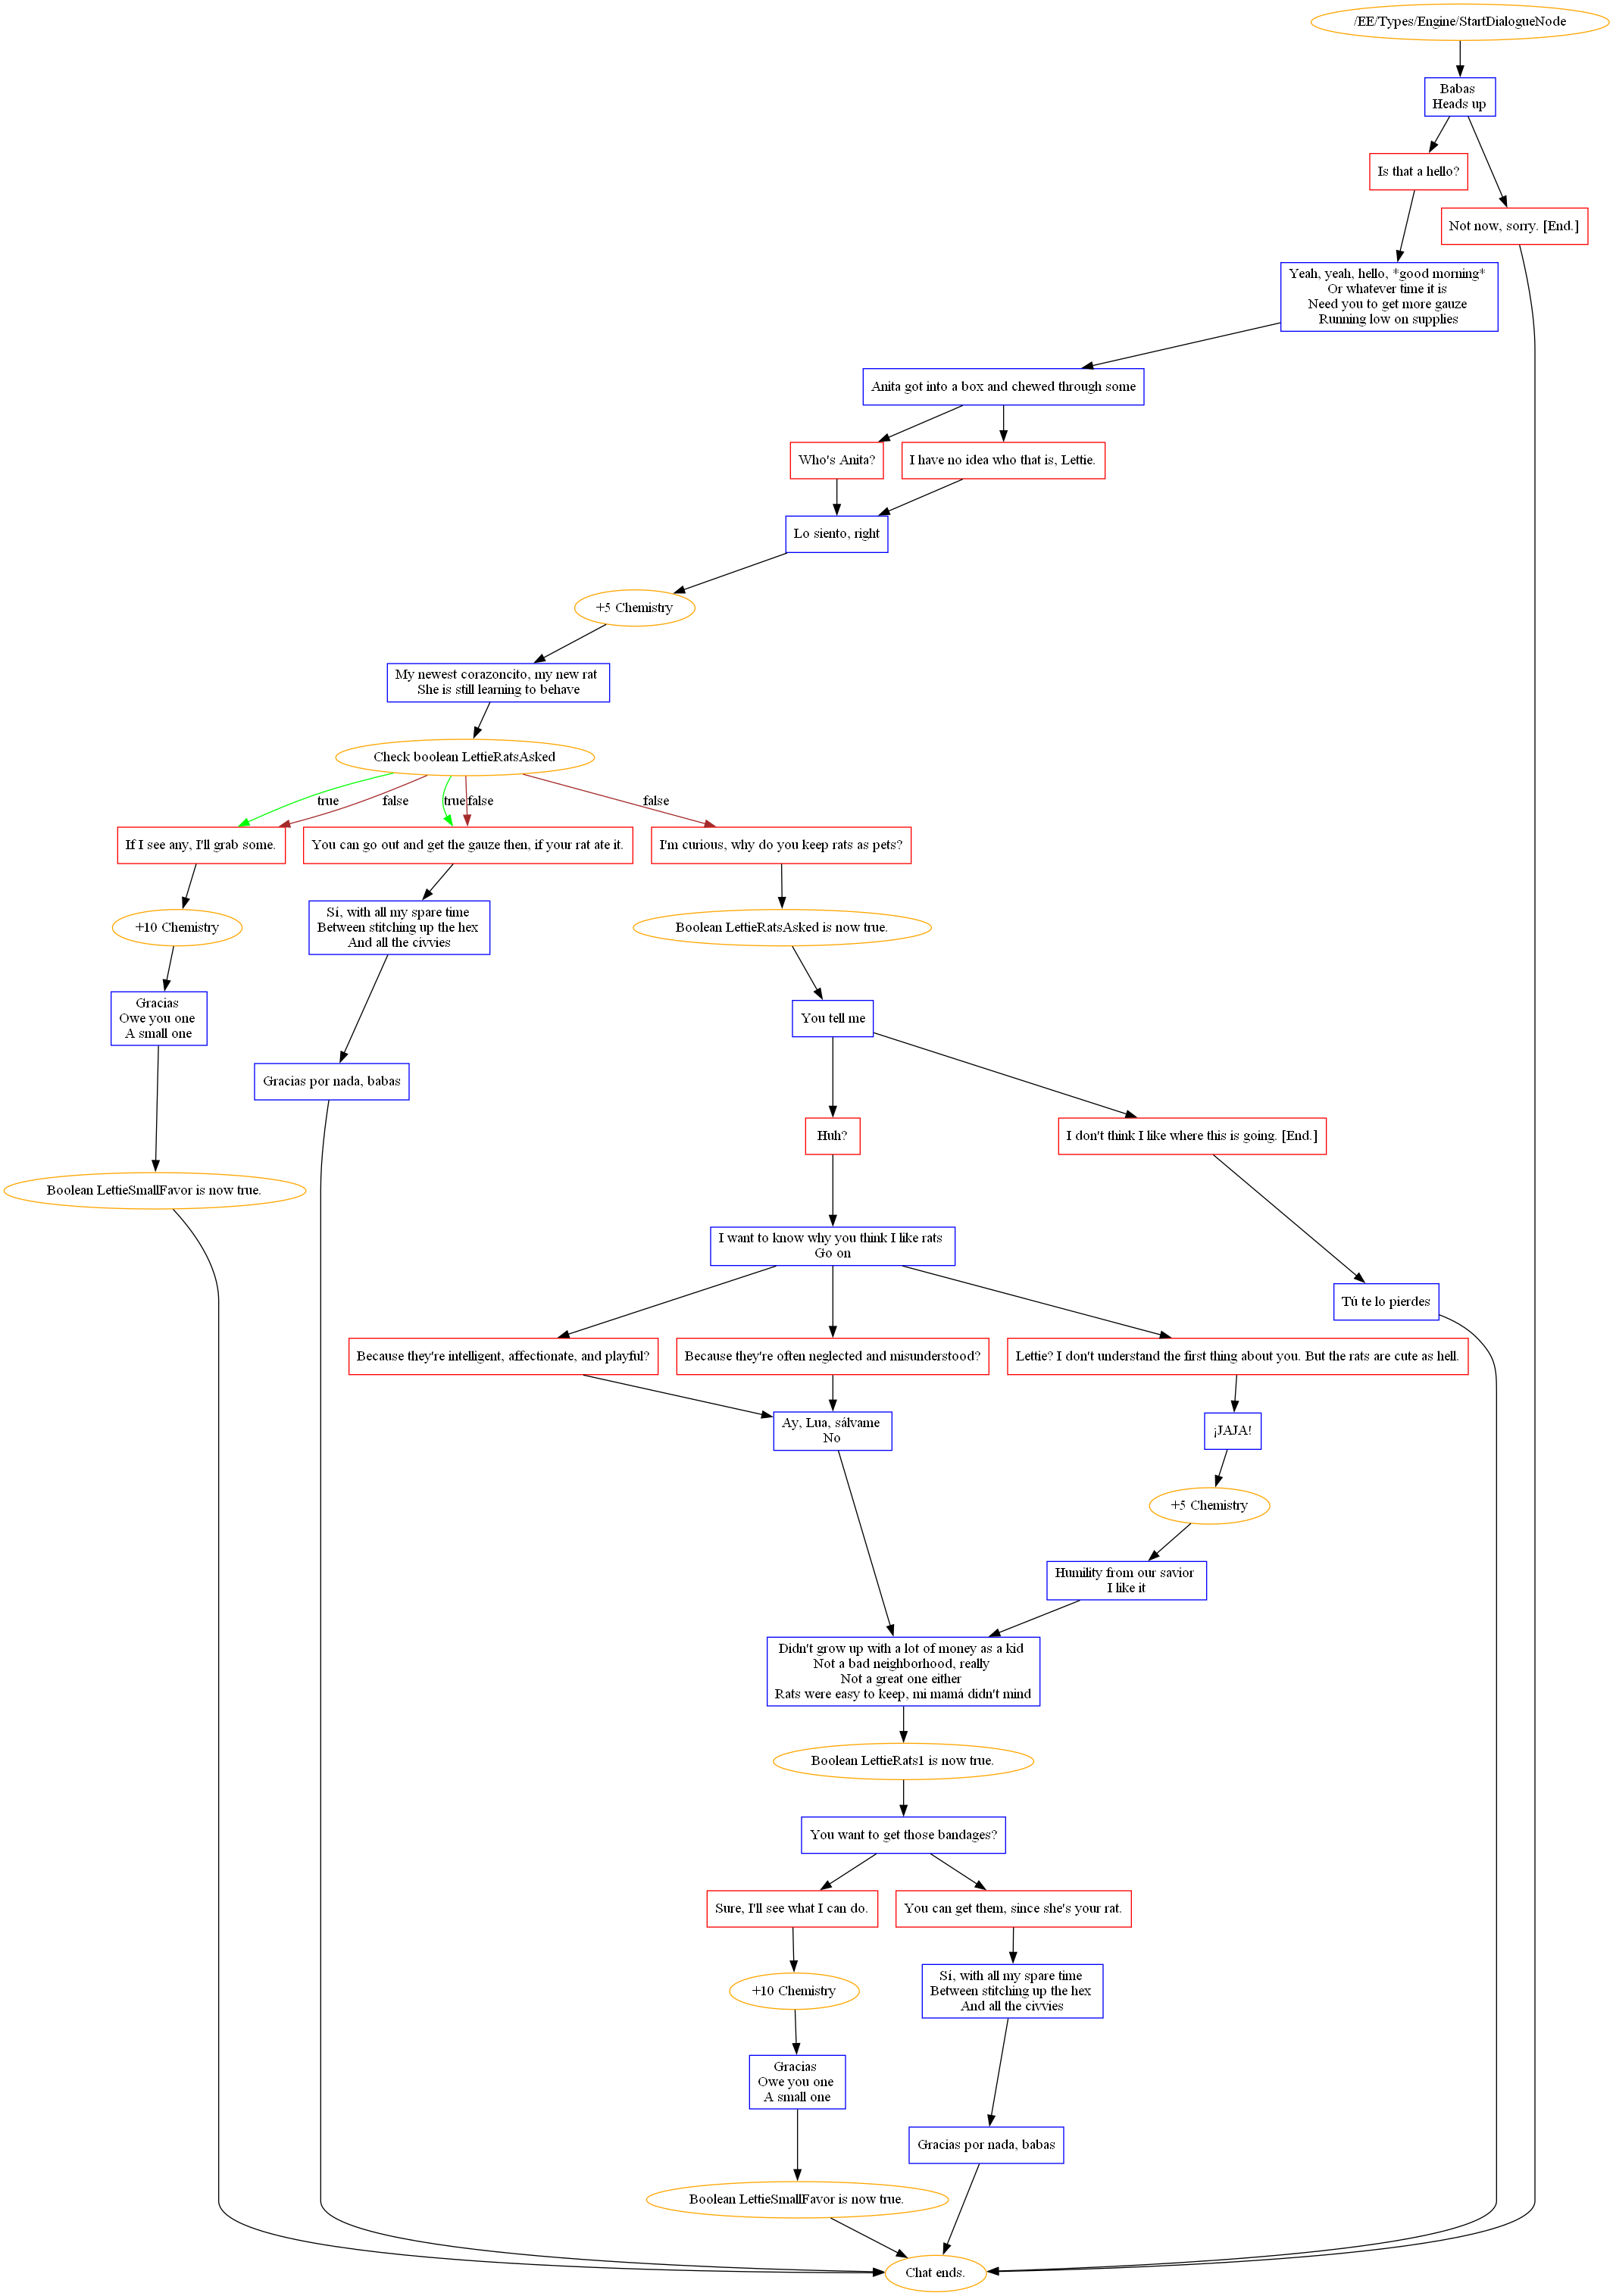 /EE/Types/Engine/StartDialogueNode
Babas
Heads up
Is that a hello?
Not now, sorry. [End.]
Yeah, yeah, hello, *good morning*
Or whatever time it is
Need you to get more gauze
Running low on supplies
Anita got into a box and chewed through some
Who's Anita?
I have no idea who that is, Lettie.
Lo siento, right
+5 Chemistry
My newest corazoncito, my new rat
She is still learning to behave
Check boolean LettieRatsAsked
true
false
true
false
false
If I see any, I'll grab some.
You can go out and get the gauze then, if your rat ate it.
I'm curious, why do you keep rats as pets?
+10 Chemistry
Sí, with all my spare time
Between stitching up the hex
And all the civvies
Boolean LettieRatsAsked is now true.
Gracias
Owe you one
A small one
You tell me
Gracias por nada, babas
Huh?
I don't think I like where this is going. [End.]
Boolean LettieSmallFavor is now true.
I want to know why you think I like rats
Go on
Tú te lo pierdes
Because they're intelligent, affectionate, and playful?
Because they're often neglected and misunderstood?
Lettie? I don't understand the first thing about you. But the rats are cute as hell.
Ay, Lua, sálvame
No
¡JAJA!
+5 Chemistry
Humility from our savior
I like it
Didn't grow up with a lot of money as a kid
Not a bad neighborhood, really
Not a great one either
Rats were easy to keep, mi mamá didn't mind
Boolean LettieRats1 is now true.
You want to get those bandages?
Sure, I'll see what I can do.
You can get them, since she's your rat.
+10 Chemistry
Sí, with all my spare time
Between stitching up the hex
And all the civvies
Gracias
Owe you one
A small one
Gracias por nada, babas
Boolean LettieSmallFavor is now true.
Chat ends.